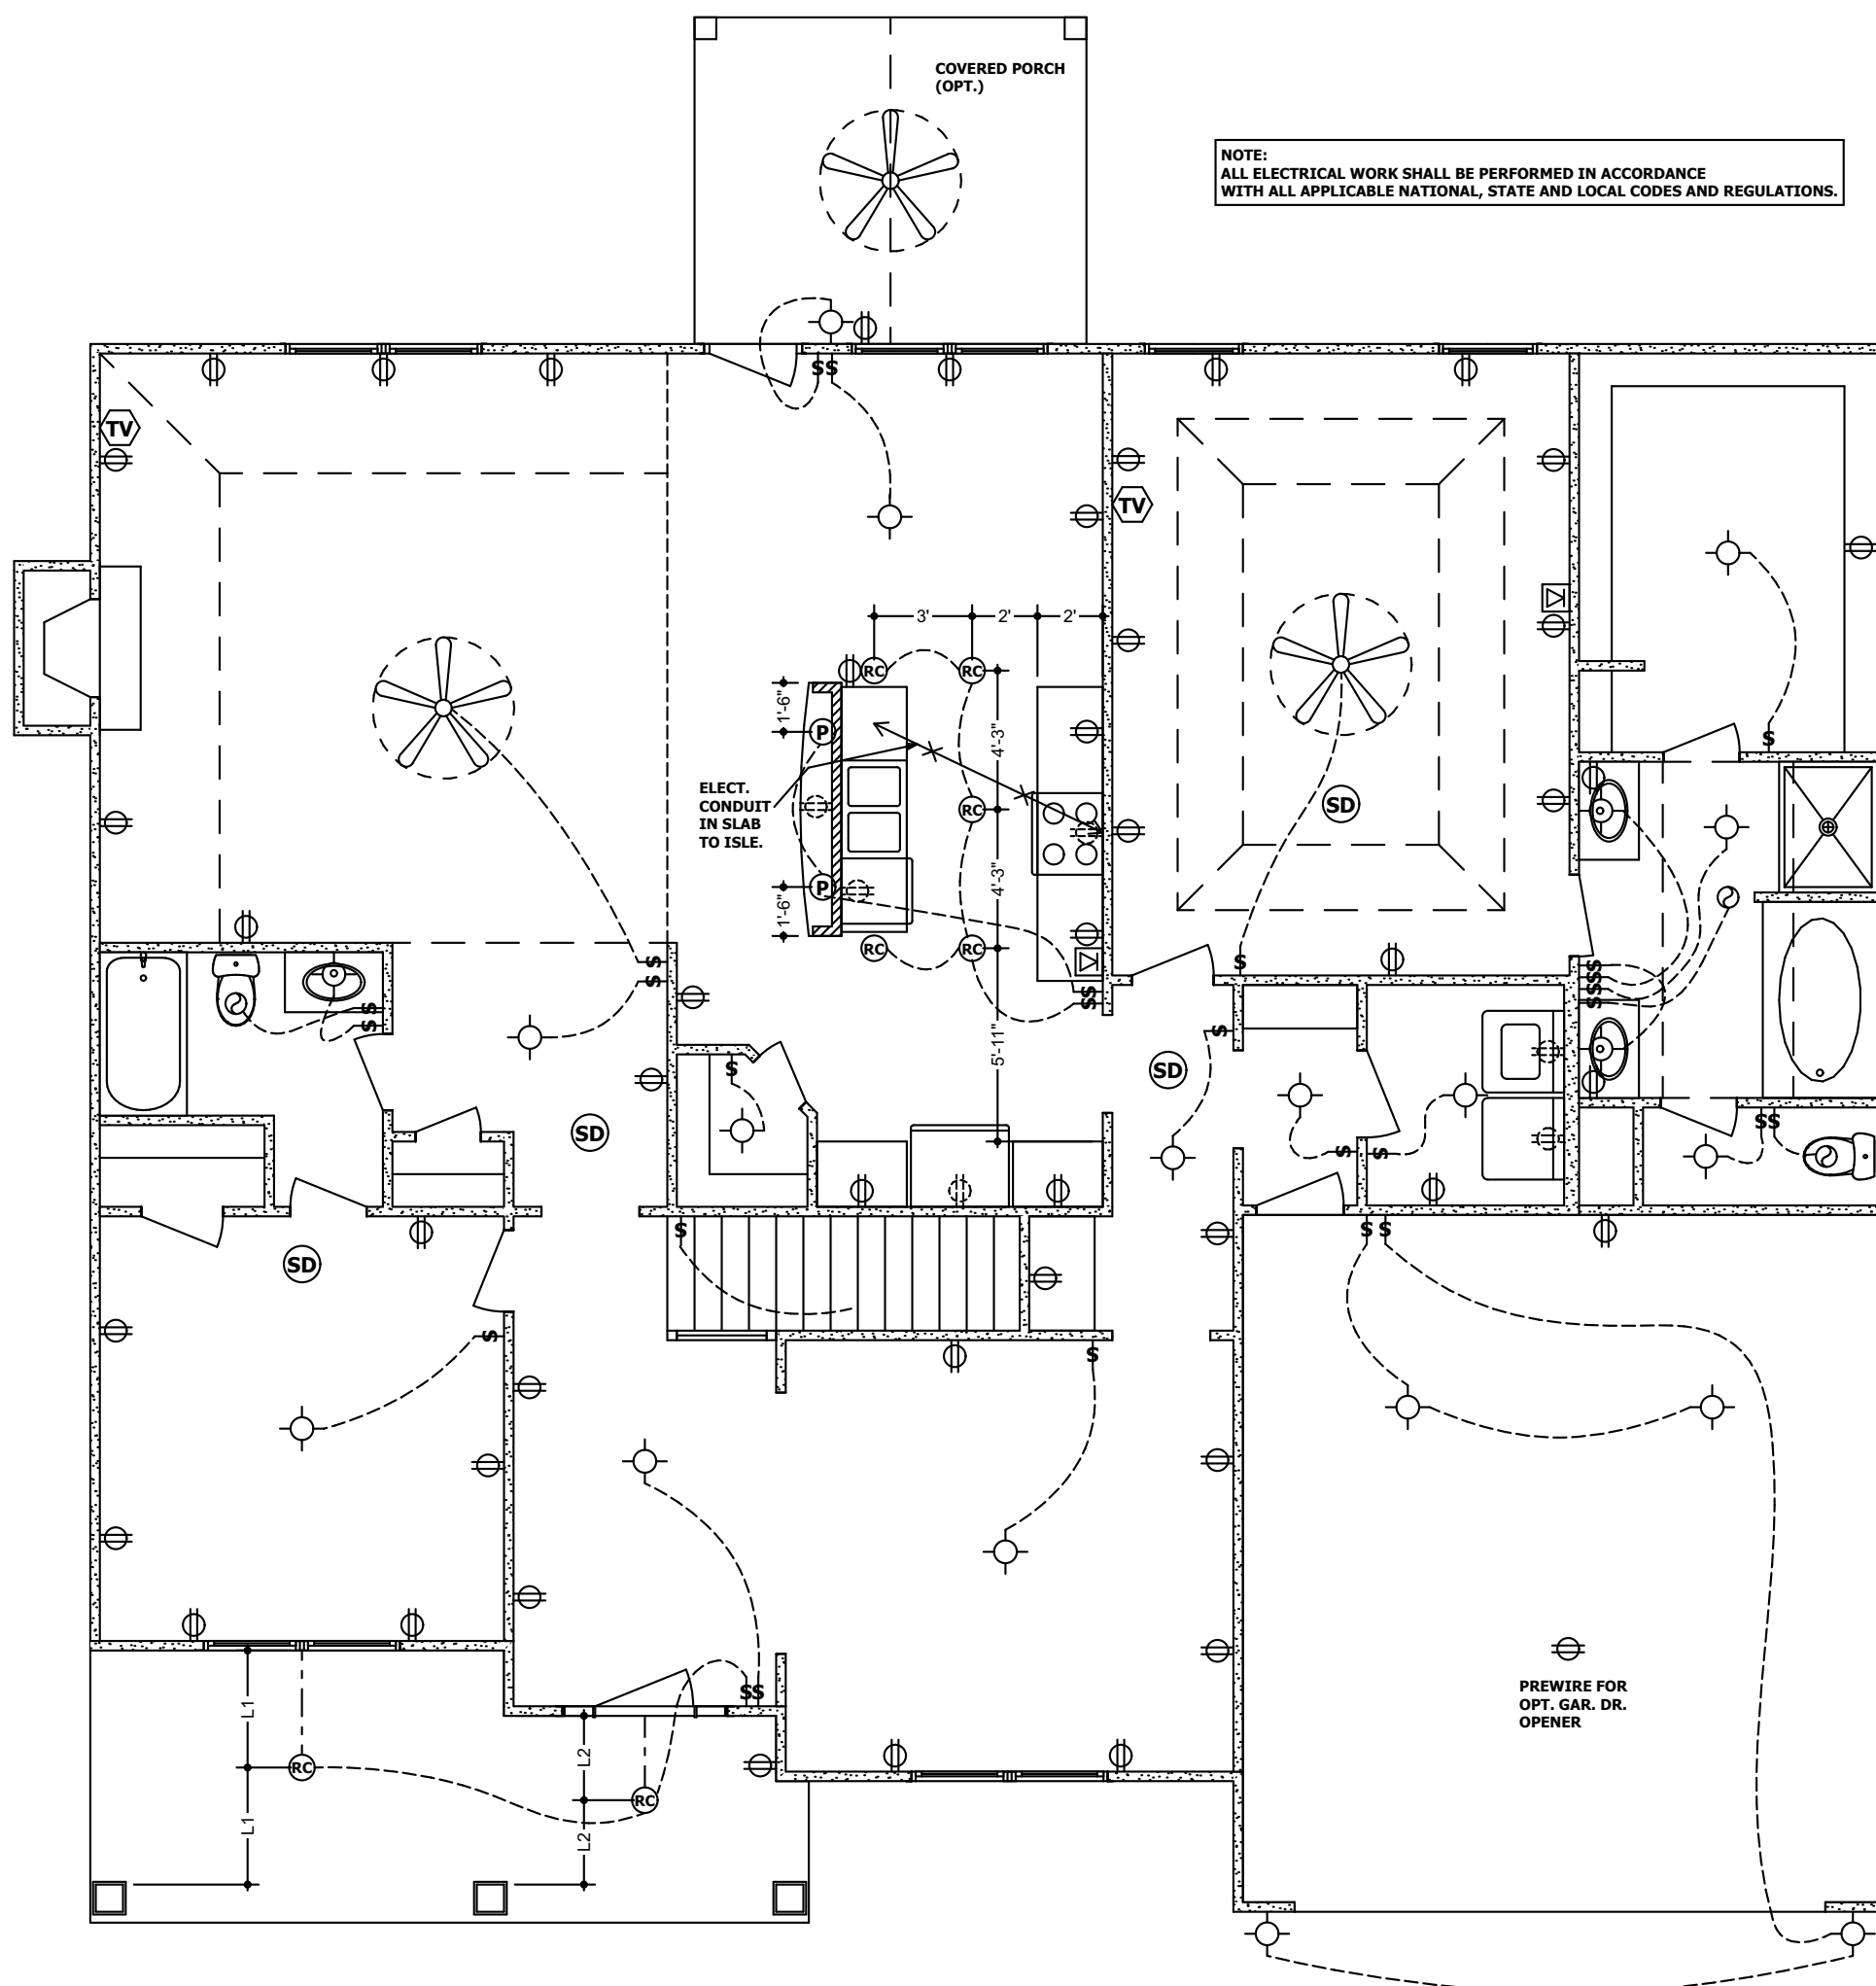 COVERED PORCH
(OPT.)
NOTE:
ALL ELECTRICAL WORK SHALL BE PERFORMED IN ACCORDANCE
WITH ALL APPLICABLE NATIONAL, STATE AND LOCAL CODES AND REGULATIONS.
SS
TV
TV
3'
2'
2'
RC
RC
1'-6"
P
4'-3"
S
ELECT.
CONDUIT
IN SLAB
TO ISLE.
RC
SD
4'-3"
P
1'-6"
RC
RC
S
S
S
S
S
S
S
S
S
S
S
S
5'-11"
S
S
SD
SD
S
S
SS
S
SD
S
S S
S
S
PREWIRE FOR
OPT. GAR. DR.
OPENER
SS
L1
RC
L2
RC
L1
L2